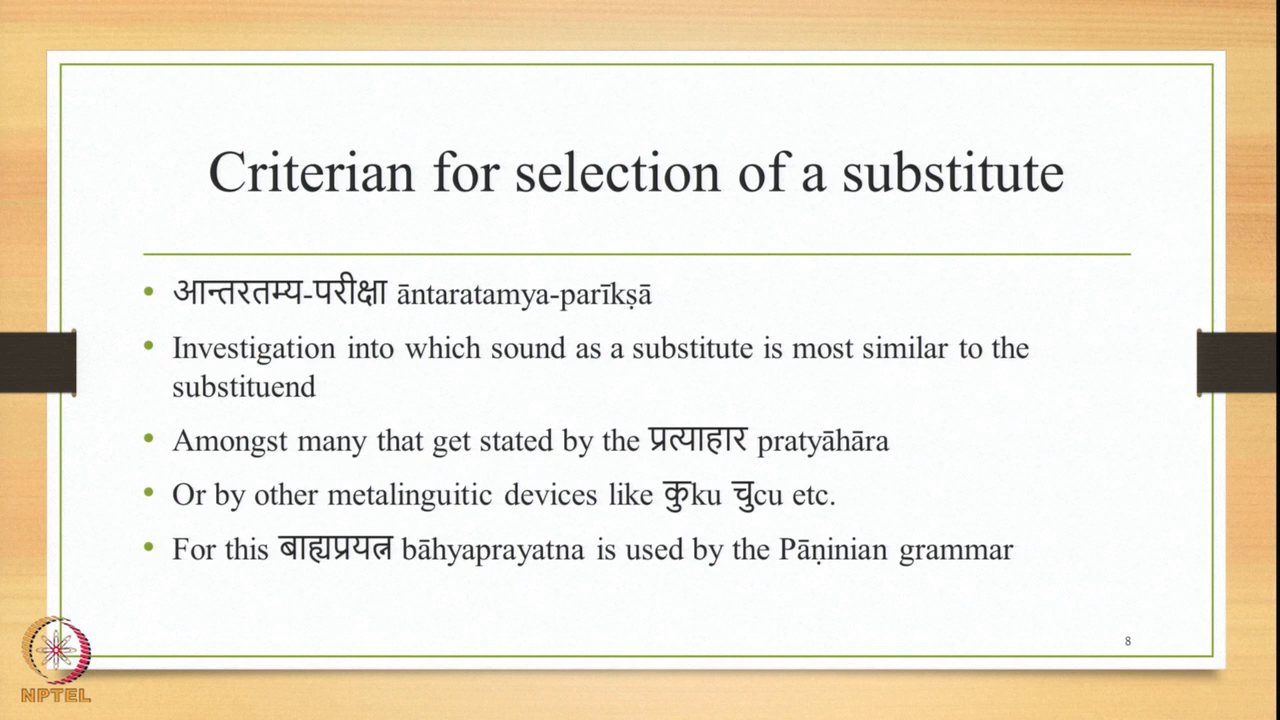 Criterian for selection of a substitute
आन्तरतम्य-परीक्षा āntaratamya-parīkṣā
Investigation into which sound as a substitute is most similar to the
substituend
Amongst many that get stated by the प्रत्याहार pratyāhāra
Or by other metalinguitic devices like कुku चुcu etc.
For this बाह्यप्रयत्न bāhyaprayatna is used by the Pāṇinian grammar
8
NPTEL